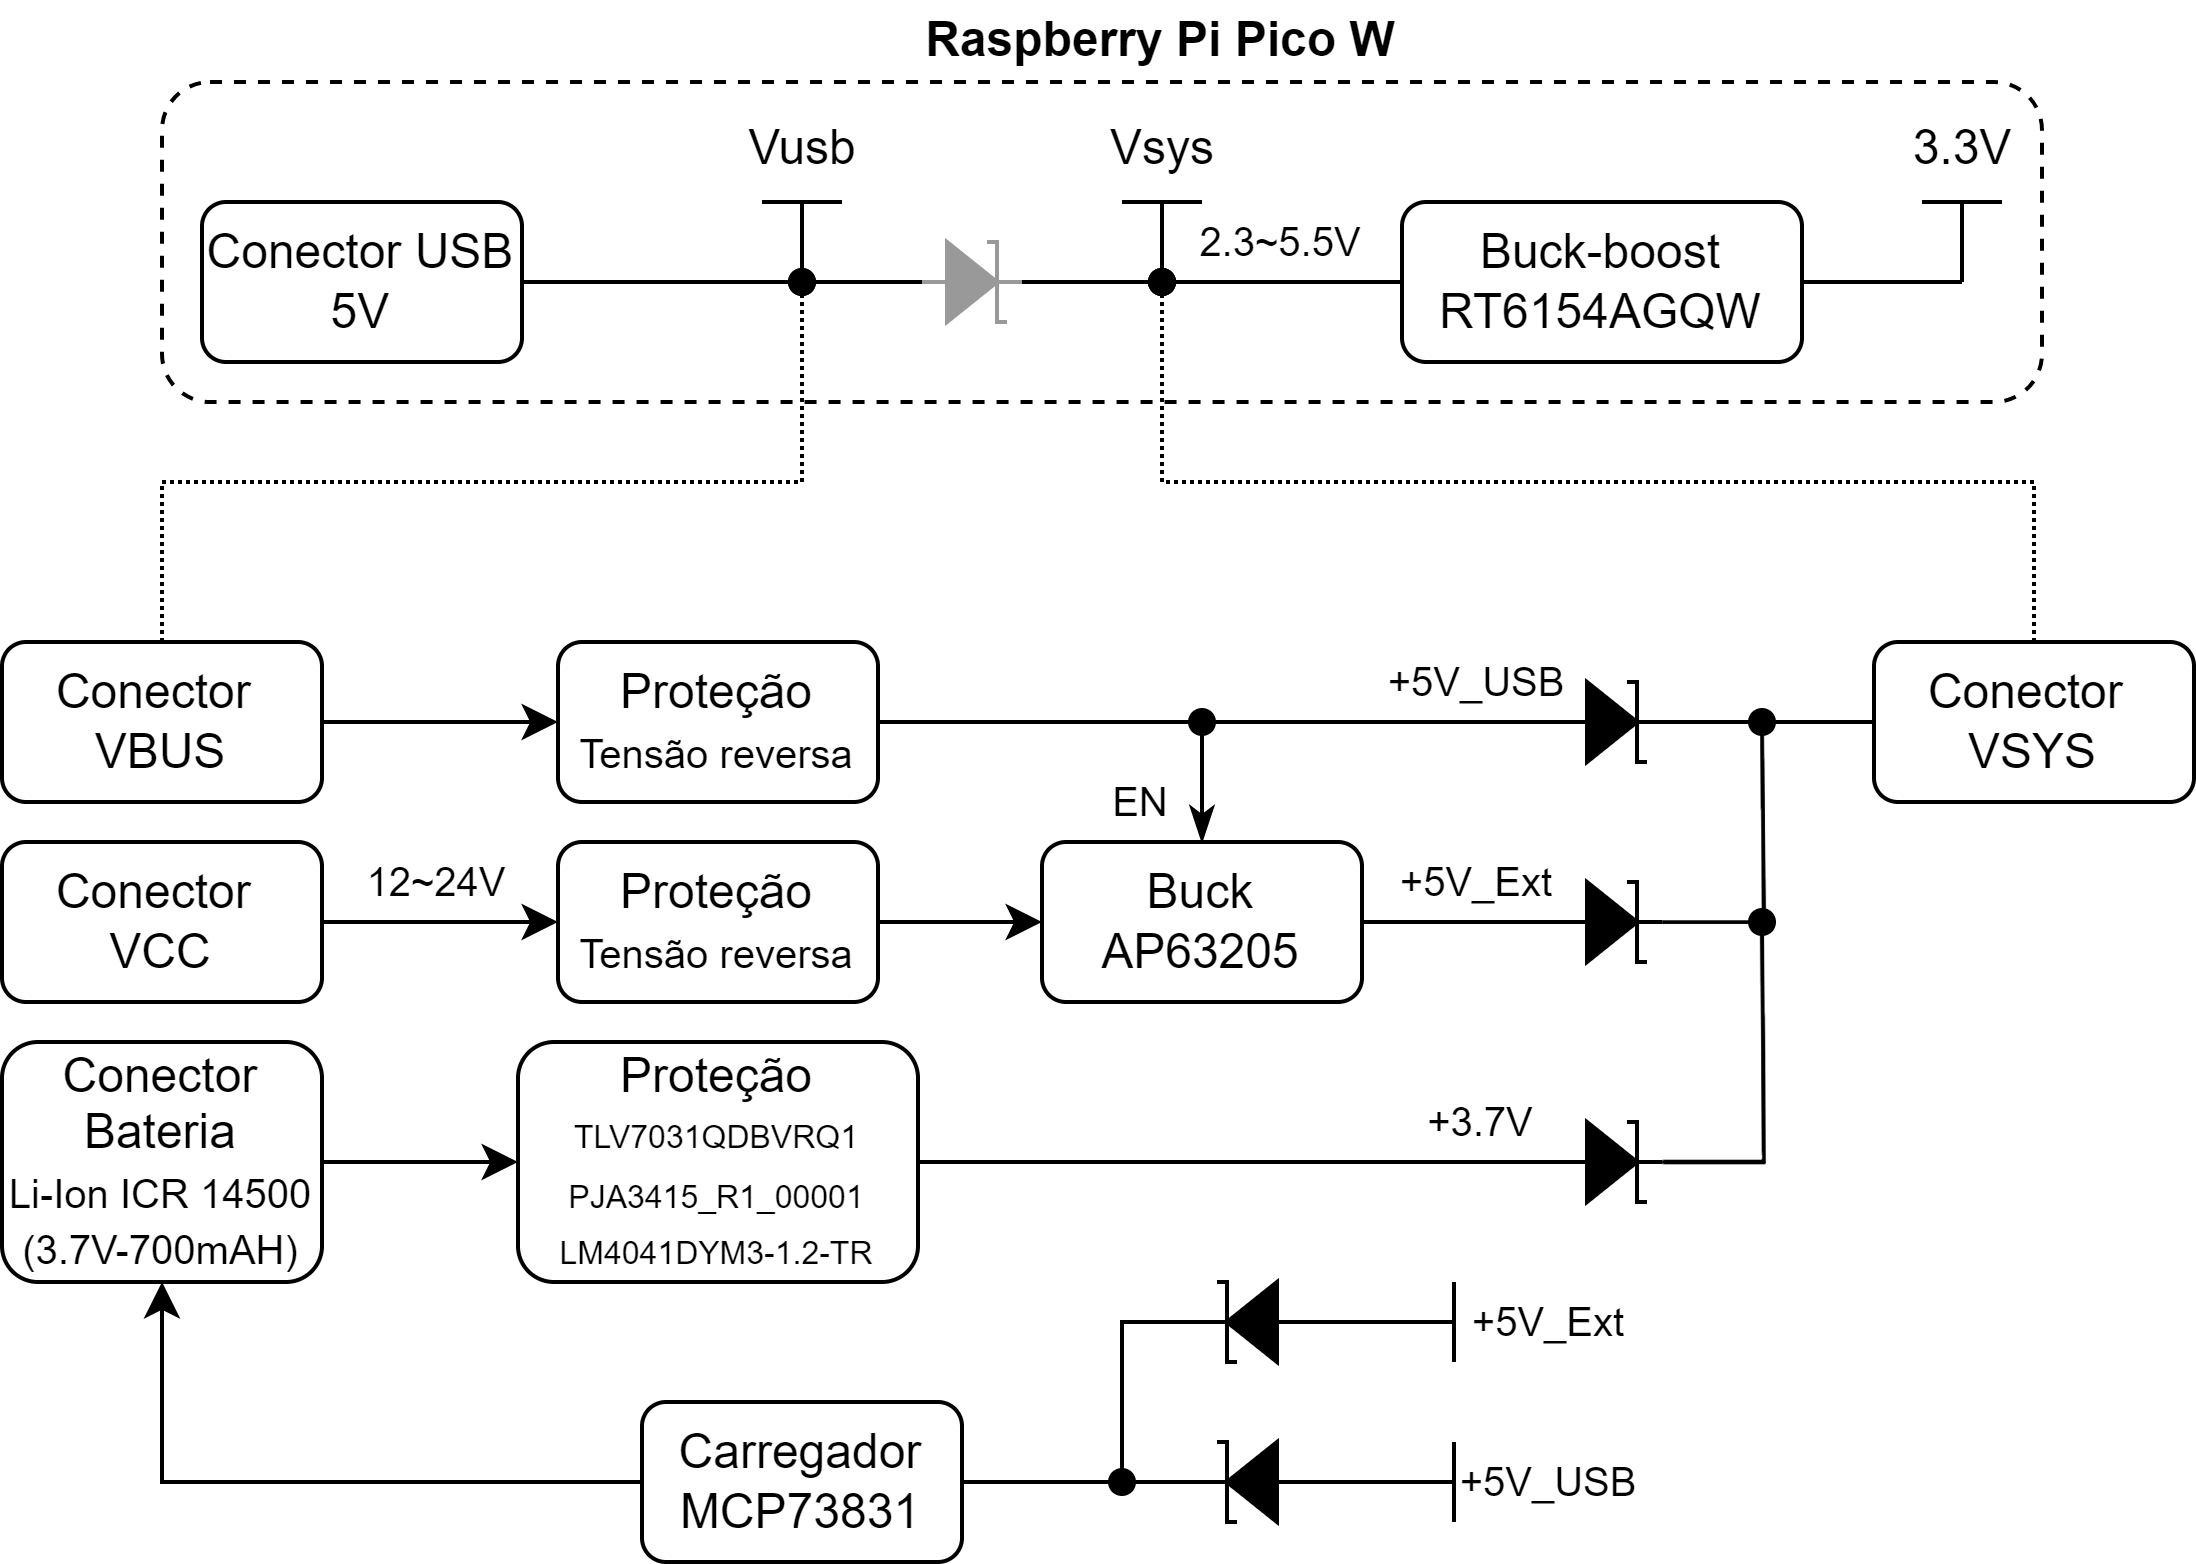 Raspberry Pi Pico W
Vusb
Vsys
3.3V
Conector USB
5V
2.3~5.5V
Buck-boost
RT6154AGQW
Conector
VBUS
Proteção
Tensão reversa
+5V_USB
Conector
VSYS
EN
Conector
VCC
12~24V
Proteção
Tensão reversa
Buck
AP63205
+5V_Ext
Conector
Bateria
Li-Ion ICR 14500
(3.7V-700mAH)
Proteção
TLV7031QDBVRQ1
PJA3415_R1_00001
LM4041DYM3-1.2-TR
+3.7V
+5V_Ext
Carregador
MCP73831
+5V_USB